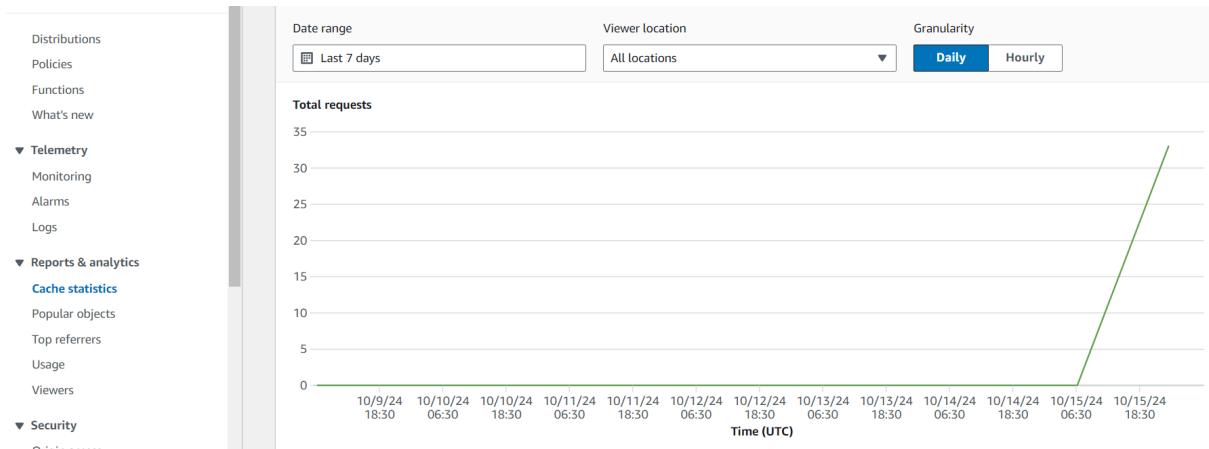 Distributions
Policies
Functions
What's new
Telemetry
Monitoring
Alarms
Logs
Reports & analytics
Cache statistics
Popular objects
Top referrers
Usage
Viewers
Security
Date range
Last 7 days
Viewer location
All locations
Granularity
Daily Hourly
Total requests
35
30
25
20
15
10
5
0
10/9/24 10/10/24 10/10/24 10/11/24 10/11/24 10/12/24 10/12/24 10/13/24 10/13/24 10/14/24 10/14/24 10/15/24 10/15/24
18:30 06:30 18:30 06:30 18:30 06:30 18:30 06:30 18:30 06:30 18:30 06:30 18:30
Time (UTC)